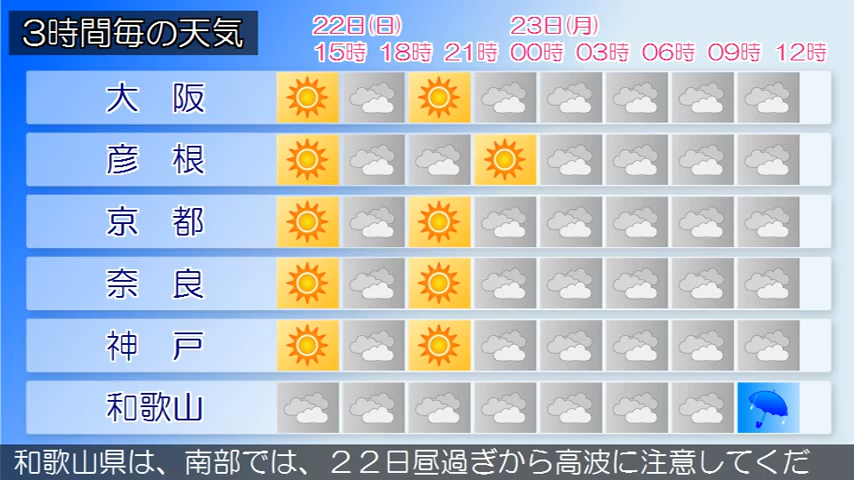 3時間毎の天気
22日(日) 23日(月)
15時 18時 21時 00時 03時 06時 09時 12時
大　阪
彦　根
京　都
奈　良
神　戸
和歌山
和歌山県は、南部では、２２日昼過ぎから高波に注意してくだ